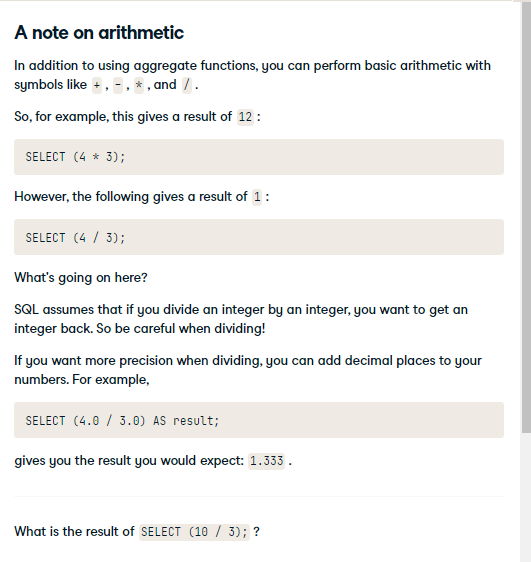 A note on arithmetic
In addition to using aggregate functions, you can perform basic arithmetic with
symbols like + , - , * , and / .
So, for example, this gives a result of 12 :
SELECT (4 * 3);
However, the following gives a result of 1 :
SELECT (4 / 3);
What's going on here?
SQL assumes that if you divide an integer by an integer, you want to get an
integer back. So be careful when dividing!
If you want more precision when dividing, you can add decimal places to your
numbers. For example,
SELECT (4.0 / 3.0) AS result;
gives you the result you would expect: 1.333 .
What is the result of SELECT (10 / 3); ?